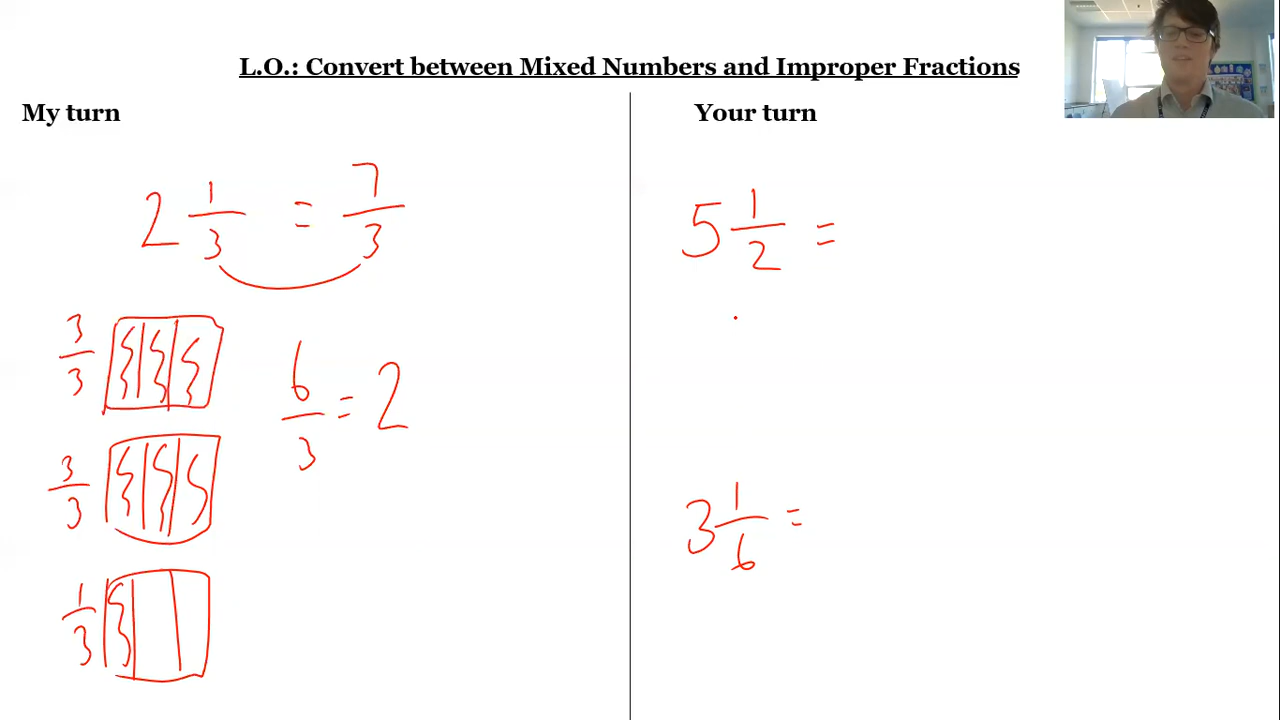 L.O.: Convert between Mixed Numbers and Improper Fractions
My turn
2 1/3 = 7/3
3/3
6/3 = 2
3/3
1/3
Your turn
5 1/2 =
3 1/6 =